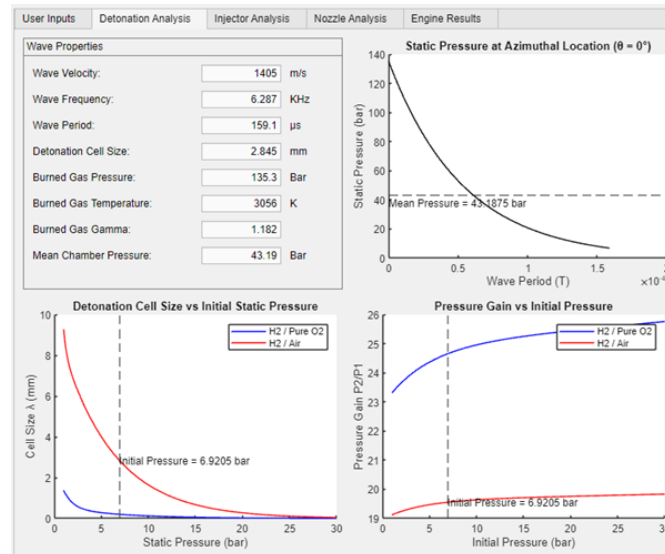 User Inputs
Detonation Analysis
Injector Analysis
Nozzle Analysis
Engine Results
Wave Properties
Wave Velocity: 1405 m/s
Wave Frequency: 6.287 KHz
Wave Period: 159.1 µs
Detonation Cell Size: 2.845 mm
Burned Gas Pressure: 135.3 Bar
Burned Gas Temperature: 3056 K
Burned Gas Gamma: 1.182
Mean Chamber Pressure: 43.19 Bar
Static Pressure at Azimuthal Location (θ = 0°)
140
120
100
80
60
40
20
0
Static Pressure (bar)
Mean Pressure = 43.1875 bar
0 0.5 1 1.5
Wave Period (T)
Detonation Cell Size vs Initial Static Pressure
10
8
6
4
2
0
Cell Size λ (mm)
H2 / Pure O2
H2 / Air
Initial Pressure = 6.9205 bar
0 5 10 15 20 25 30
Static Pressure (bar)
Pressure Gain vs Initial Pressure
26
25
24
23
22
21
20
19
Pressure Gain P2/P1
H2 / Pure O2
H2 / Air
Initial Pressure = 6.9205 bar
0 5 10 15 20 25 30
Initial Pressure (bar)